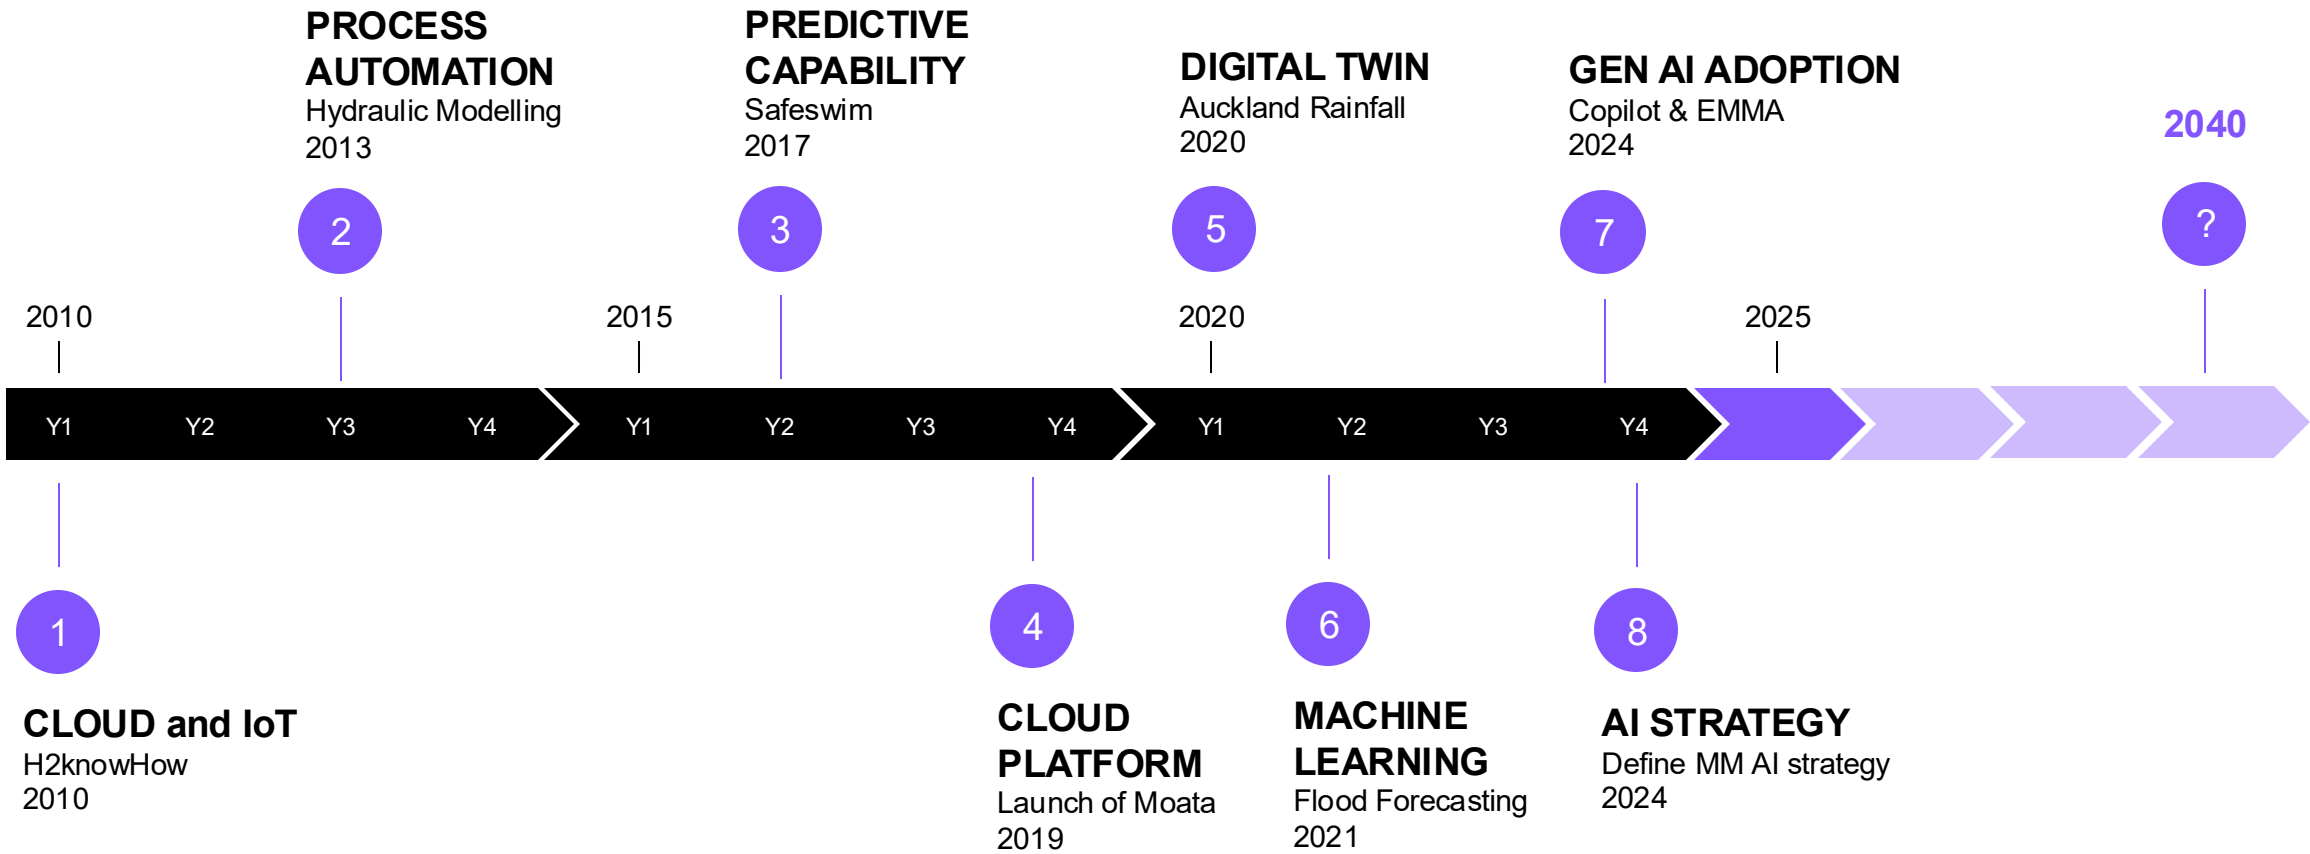 PROCESS
AUTOMATION
Hydraulic Modelling
2013
PREDICTIVE
CAPABILITY
Safeswim
2017
DIGITAL TWIN
Auckland Rainfall
2020
GEN AI ADOPTION
Copilot & EMMA
2024
2040
2
3
5
7
?
2010
2015
2020
2025
Y1 Y2 Y3 Y4 Y1 Y2 Y3 Y4 Y1 Y2 Y3 Y4
1
4
6
8
CLOUD and IoT
H2knowHow
2010
CLOUD
PLATFORM
Launch of Moata
2019
MACHINE
LEARNING
Flood Forecasting
2021
AI STRATEGY
Define MM AI strategy
2024